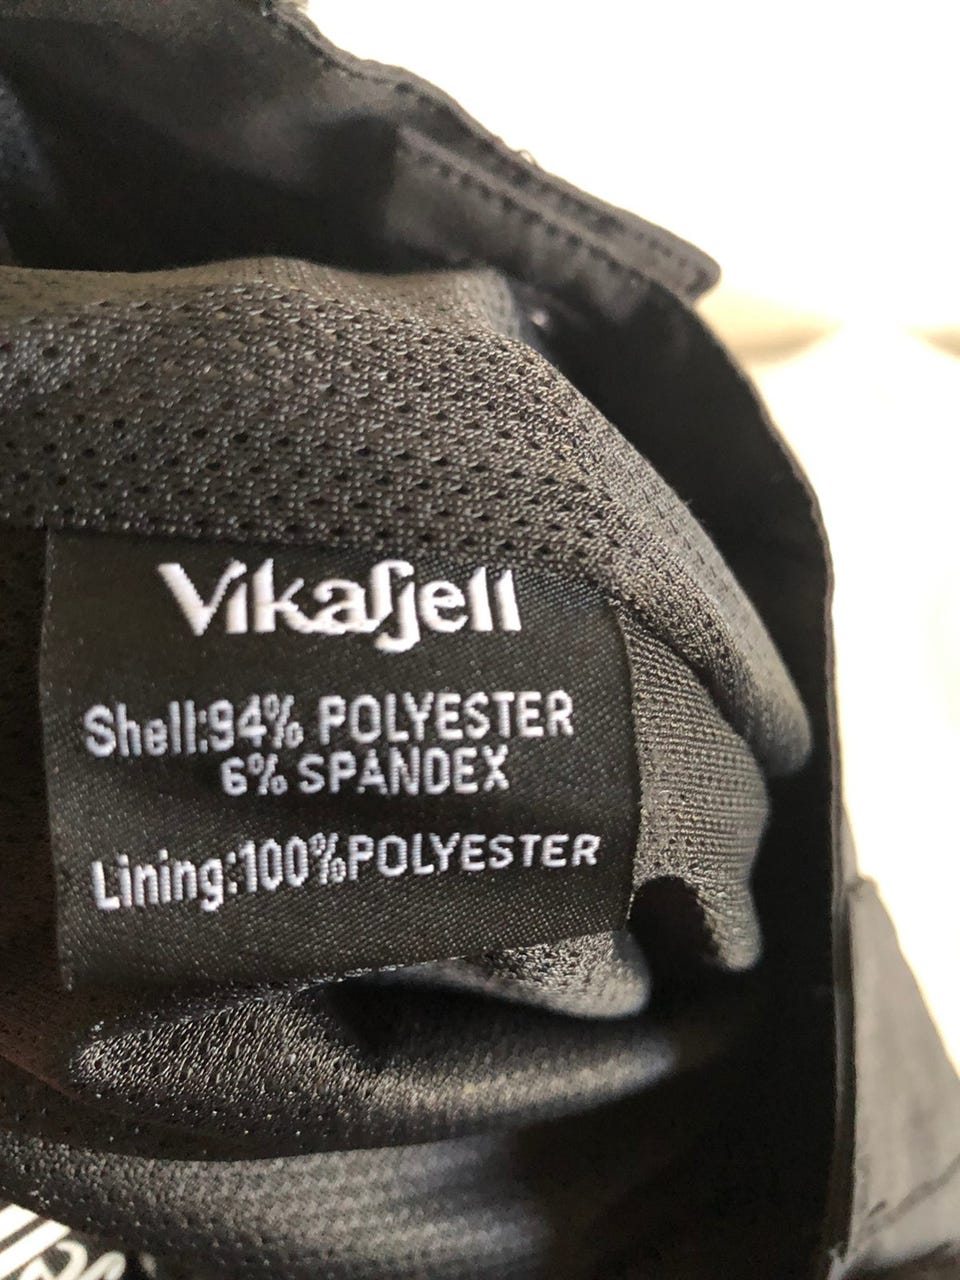 Vikafjell
Shell:94% POLYESTER
6% SPANDEX
Lining:100%POLYESTER